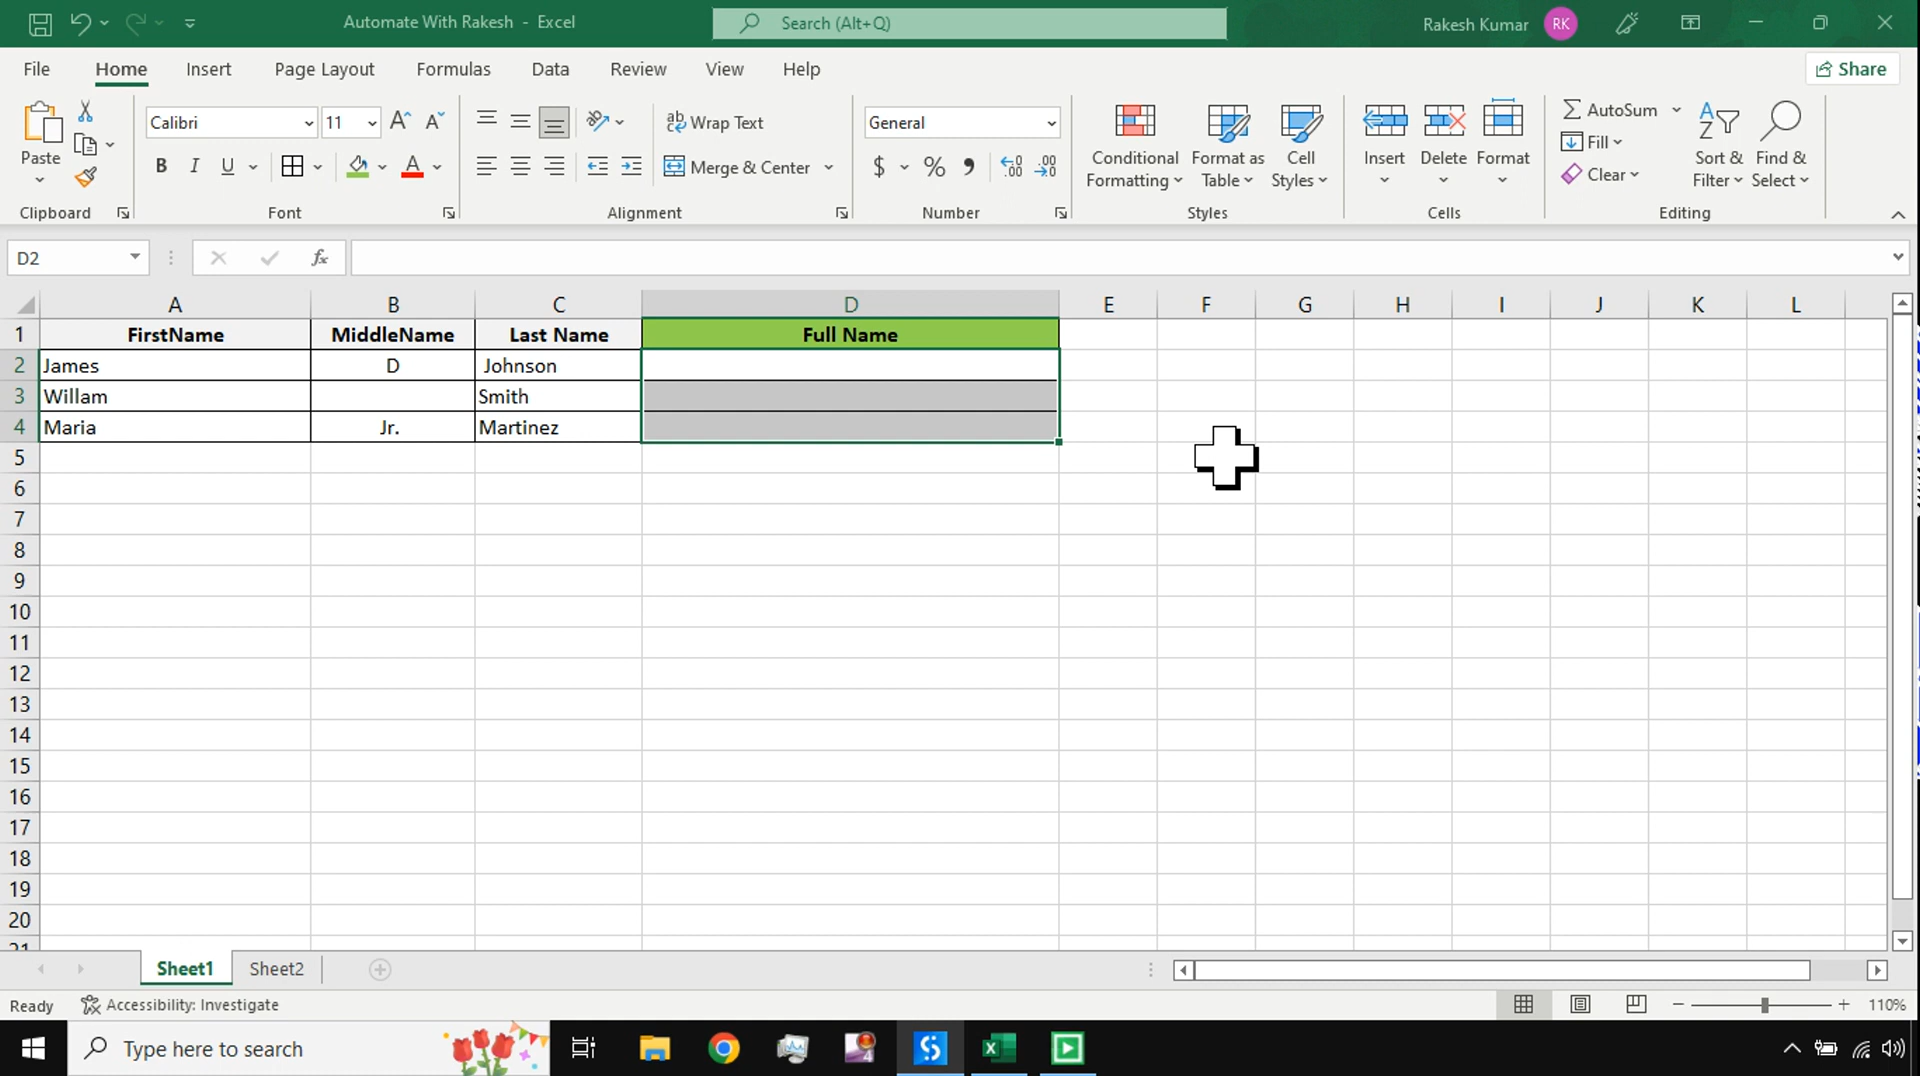 Automate With Rakesh - Excel
Search (Alt+Q)
Rakesh Kumar RK
File Home Insert Page Layout Formulas Data Review View Help
Share
Paste
Clipboard
Calibri 11
B I U
Font
Wrap Text
Merge & Center
Alignment
General
$ % ,
Number
Conditional Formatting
Format as Table
Cell Styles
Styles
Insert Delete Format
Cells
AutoSum
Fill
Clear
Sort & Filter
Find & Select
Editing
D2
fx
A B C D E F G H I J K L
1 FirstName MiddleName Last Name Full Name
2 James D Johnson
3 Willam Smith
4 Maria Jr. Martinez
5
6
7
8
9
10
11
12
13
14
15
16
17
18
19
20
21
Sheet1 Sheet2
Ready Accessibility: Investigate
110%
Type here to search